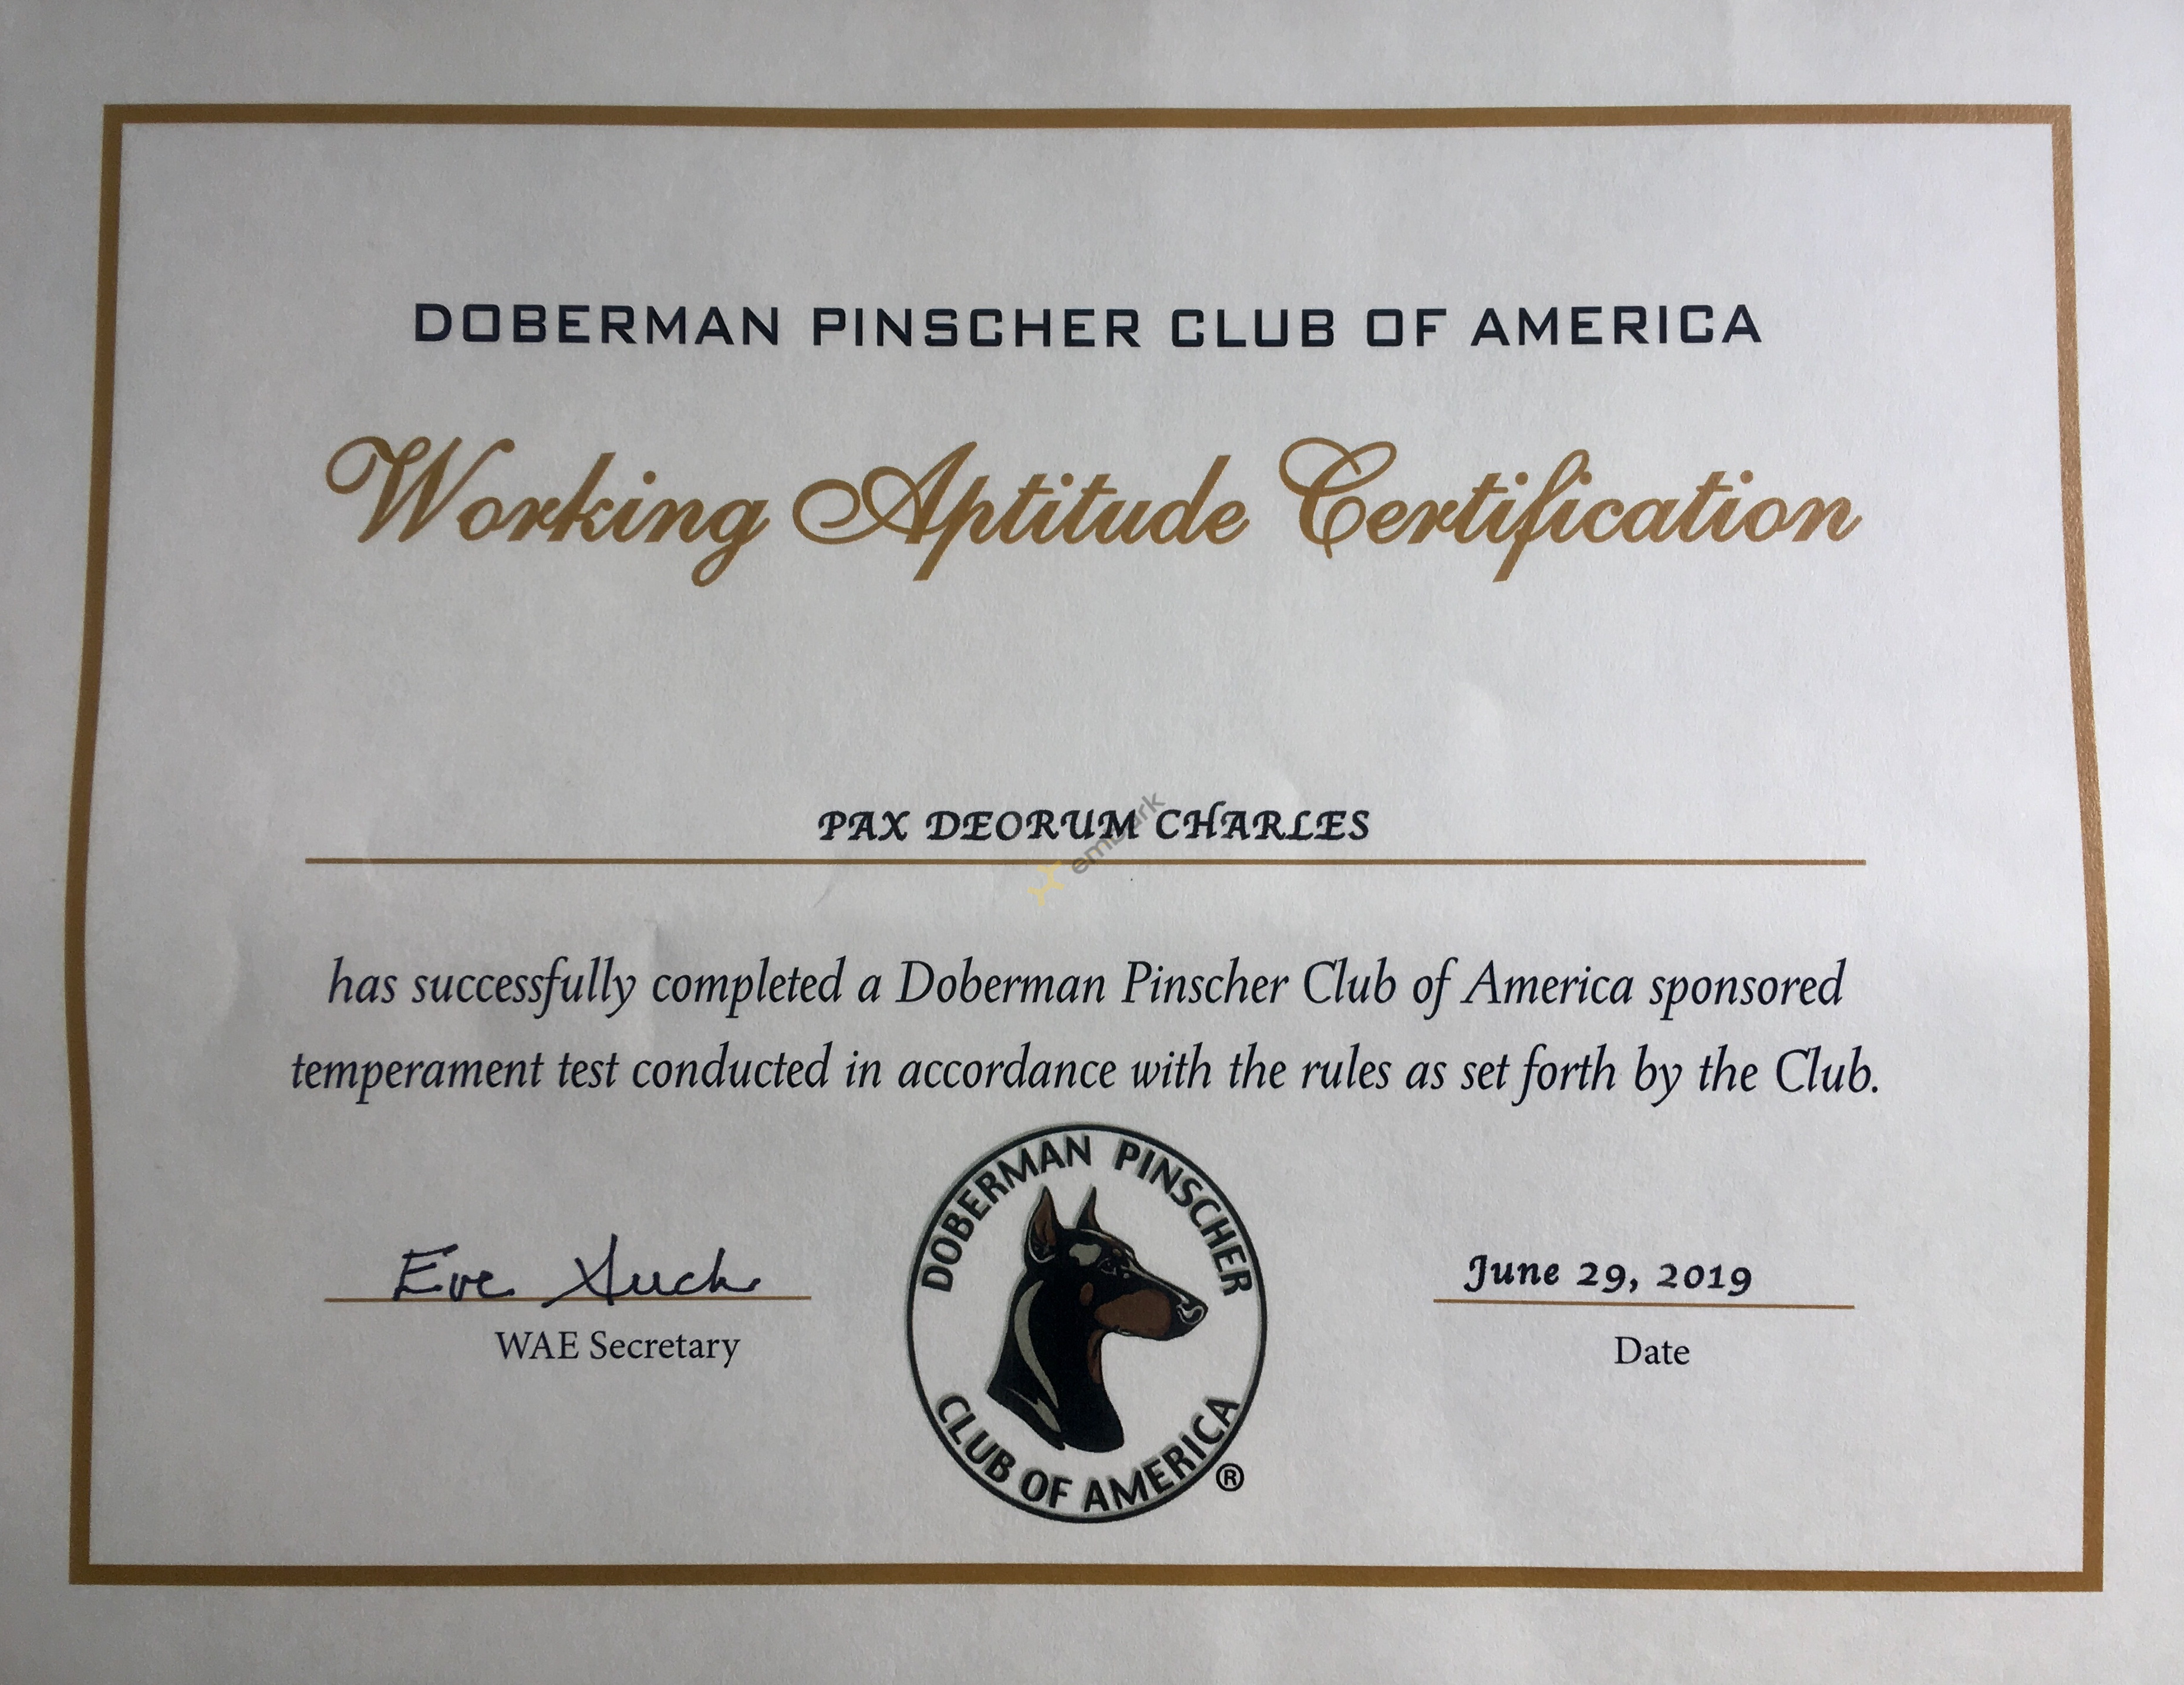 DOBERMAN PINSCHER CLUB OF AMERICA
Working Aptitude Certification
PAX DEORUM CHARLES
embark
has successfully completed a Doberman Pinscher Club of America sponsored
temperament test conducted in accordance with the rules as set forth by the Club.
DOBERMAN PINSCHER
CLUB OF AMERICA ®
Eve
WAE Secretary
June 29, 2019
Date